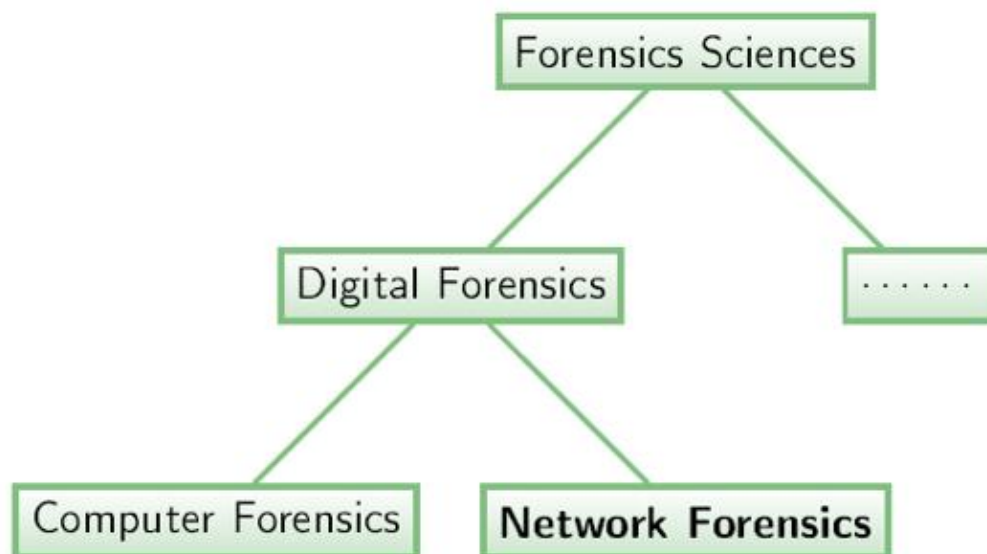 Forensics Sciences
Digital Forensics
......
Computer Forensics
Network Forensics